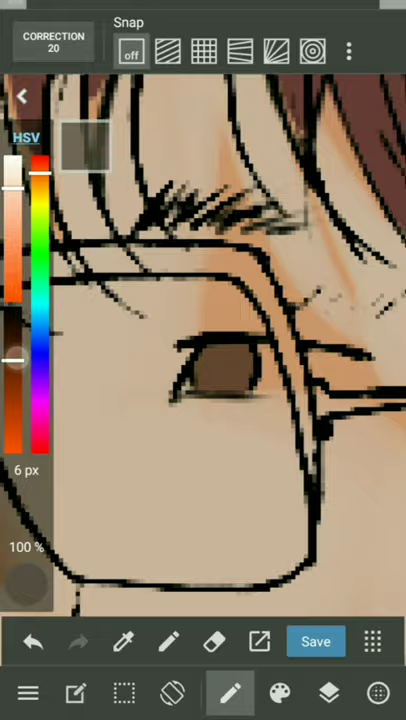 Snap
CORRECTION
20
off
HSV
6 px
100 %
Save